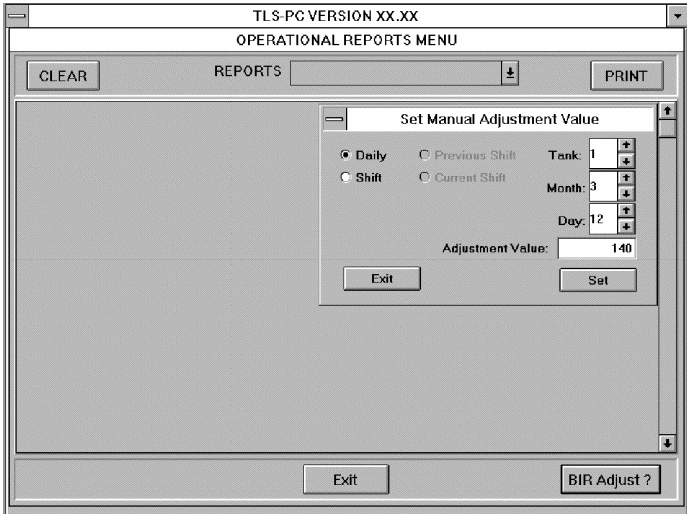 TLS-PC VERSION XX.XX
OPERATIONAL REPORTS MENU
CLEAR REPORTS PRINT
Set Manual Adjustment Value
Daily Previous Shift Tank: 1
Shift Current Shift Month: 3
Day: 12
Adjustment Value: 140
Exit Set
Exit BIR Adjust ?